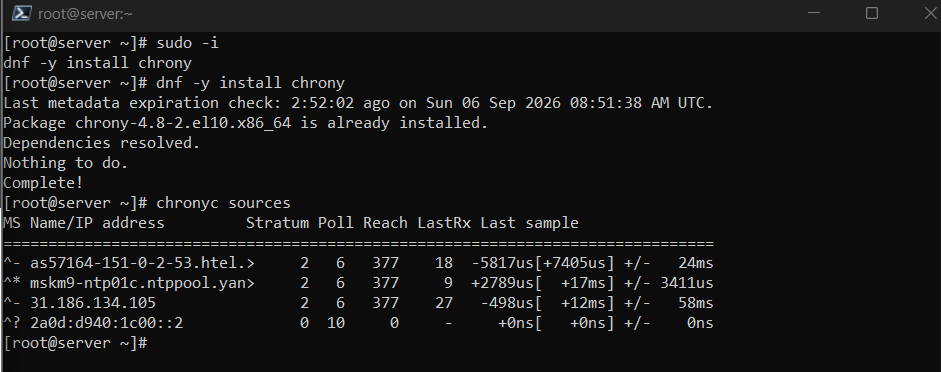 root@server:~
[root@server ~]# sudo -i
dnf -y install chrony
[root@server ~]# dnf -y install chrony
Last metadata expiration check: 2:52:02 ago on Sun 06 Sep 2026 08:51:38 AM UTC.
Package chrony-4.8-2.el10.x86_64 is already installed.
Dependencies resolved.
Nothing to do.
Complete!
[root@server ~]# chronyc sources
MS Name/IP address         Stratum Poll Reach LastRx Last sample
===============================================================================
^- as57164-151-0-2-53.htel.>     2   6   377    18  -5817us[+7405us] +/-   24ms
^* mskm9-ntp01c.ntppool.yan>     2   6   377     9  +2789us[  +17ms] +/- 3411us
^- 31.186.134.105                2   6   377    27   -498us[  +12ms] +/-   58ms
^? 2a0d:d940:1c00::2             0  10     0     -     +0ns[   +0ns] +/-    0ns
[root@server ~]#